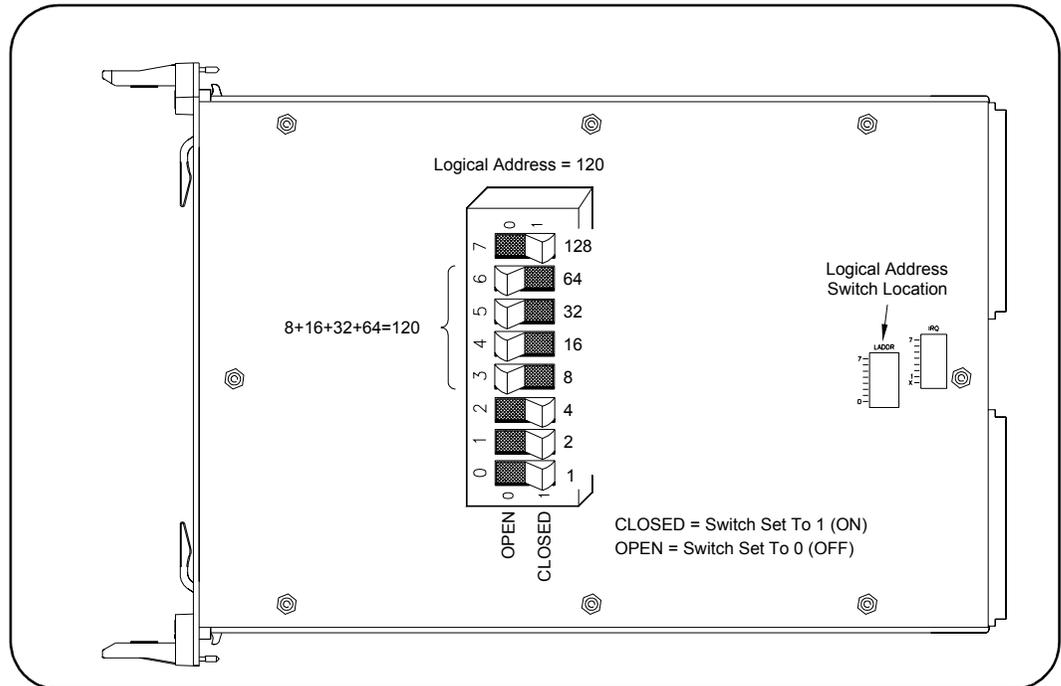 Logical Address = 120
0 1
7 128
6 64
5 32
8+16+32+64=120
4 16
3 8
2 4
1 2
0 1
0 1
OPEN
CLOSED
Logical Address
Switch Location
LADDR
7
0
IRQ
7
1
X
CLOSED = Switch Set To 1 (ON)
OPEN = Switch Set To 0 (OFF)